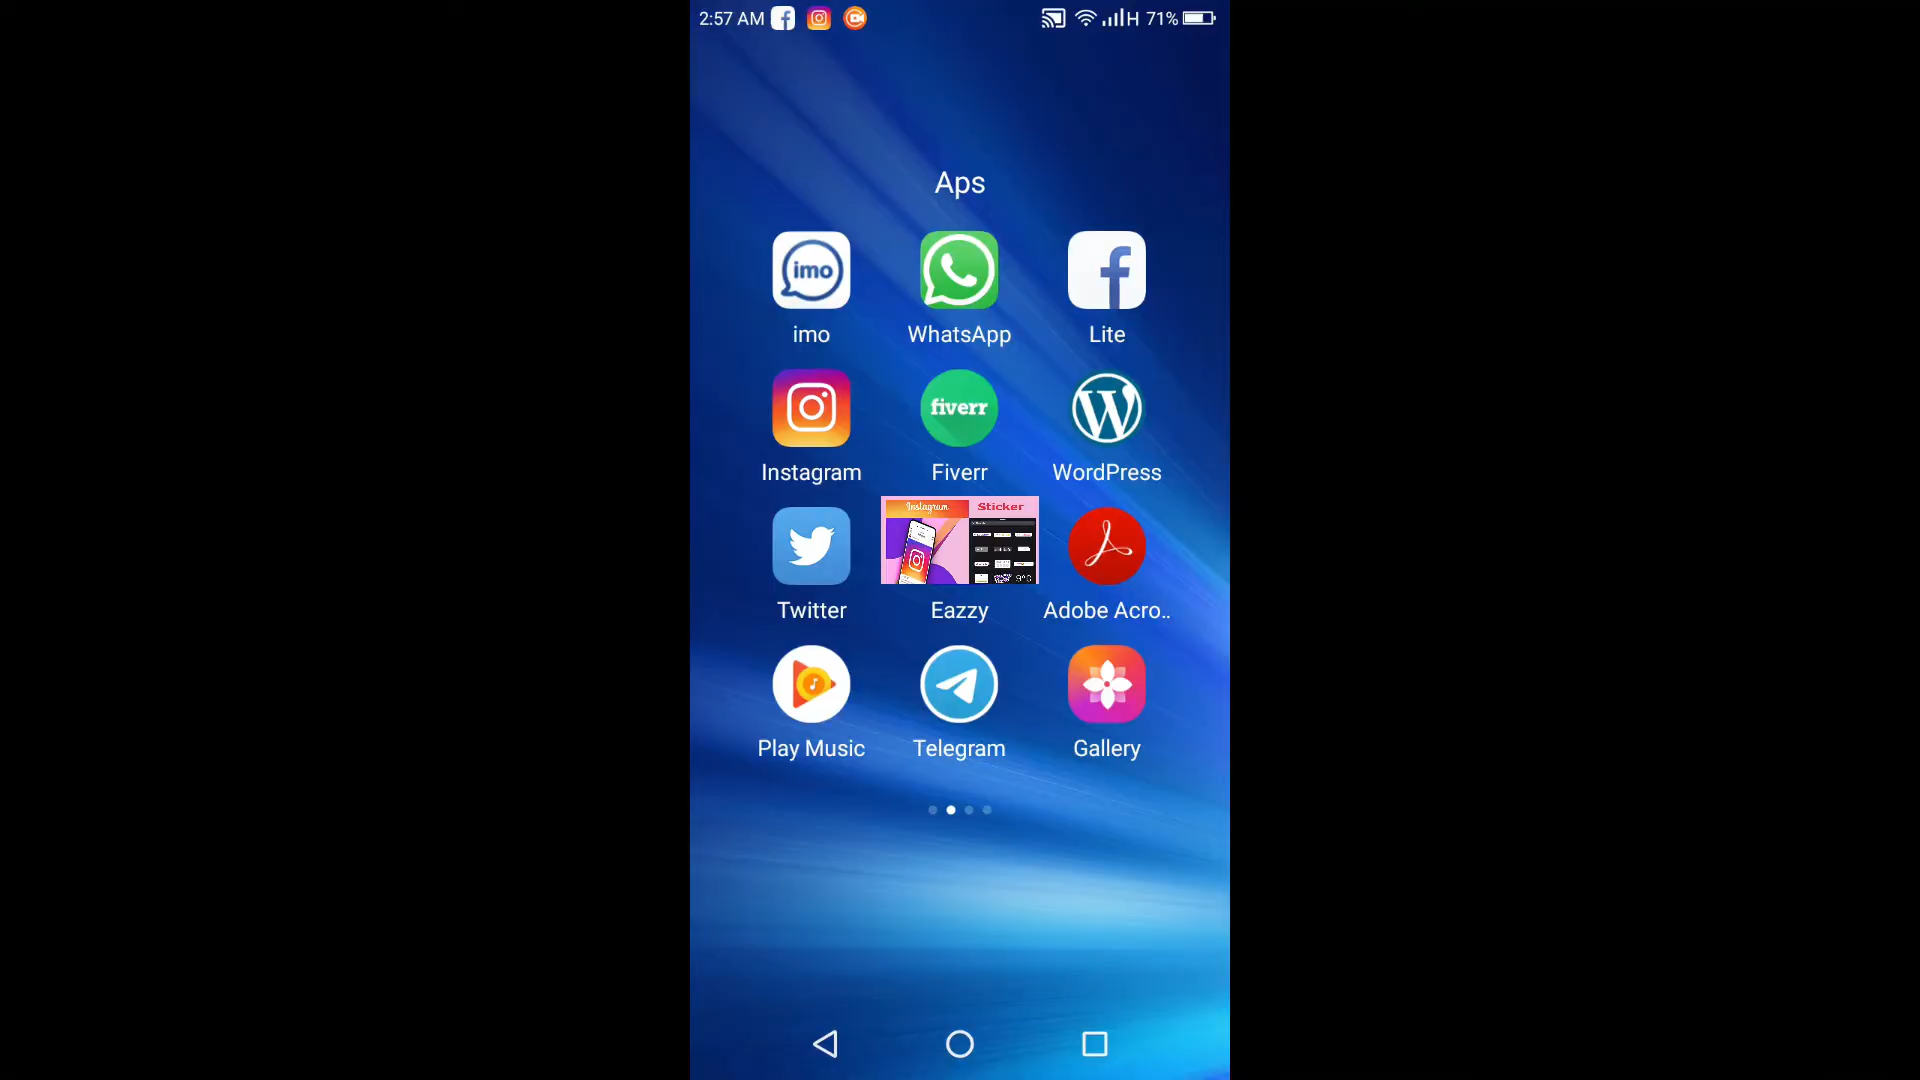 2:57 AM H 71%
Aps
imo
imo WhatsApp Lite
fiverr
Instagram Fiverr WordPress
Instagram Sticker
Twitter Eazzy Adobe Acro..
Play Music Telegram Gallery